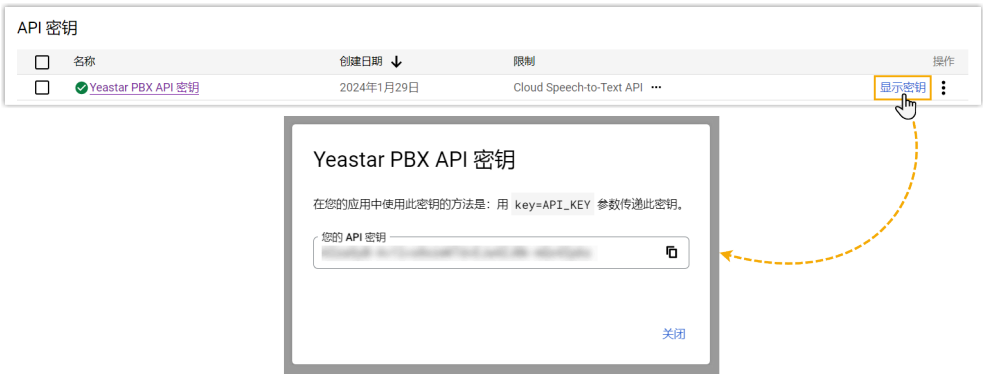 API 密钥
名称 创建日期 限制 操作
Yeastar PBX API 密钥 2024年1月29日 Cloud Speech-to-Text API 显示密钥
Yeastar PBX API 密钥
在您的应用中使用此密钥的方法是：用 key=API_KEY 参数传递此密钥。
您的 API 密钥
关闭